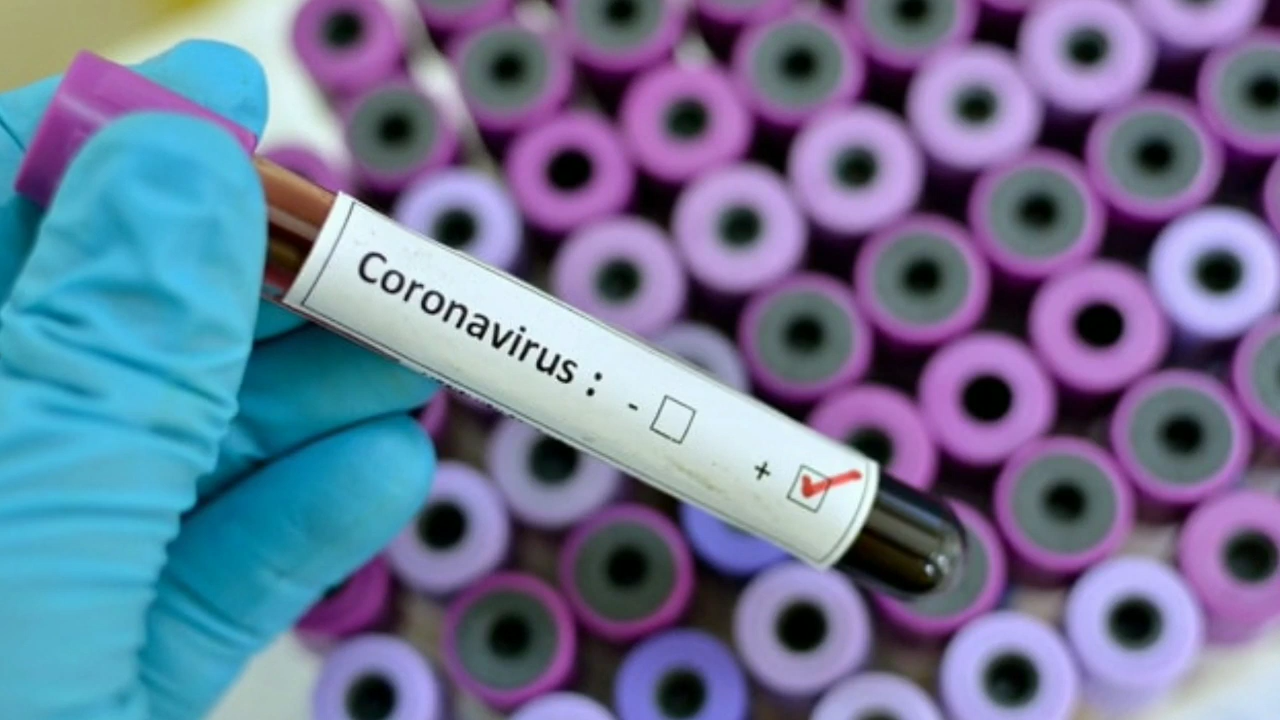 Coronavirus :
- ☐
+ ☑